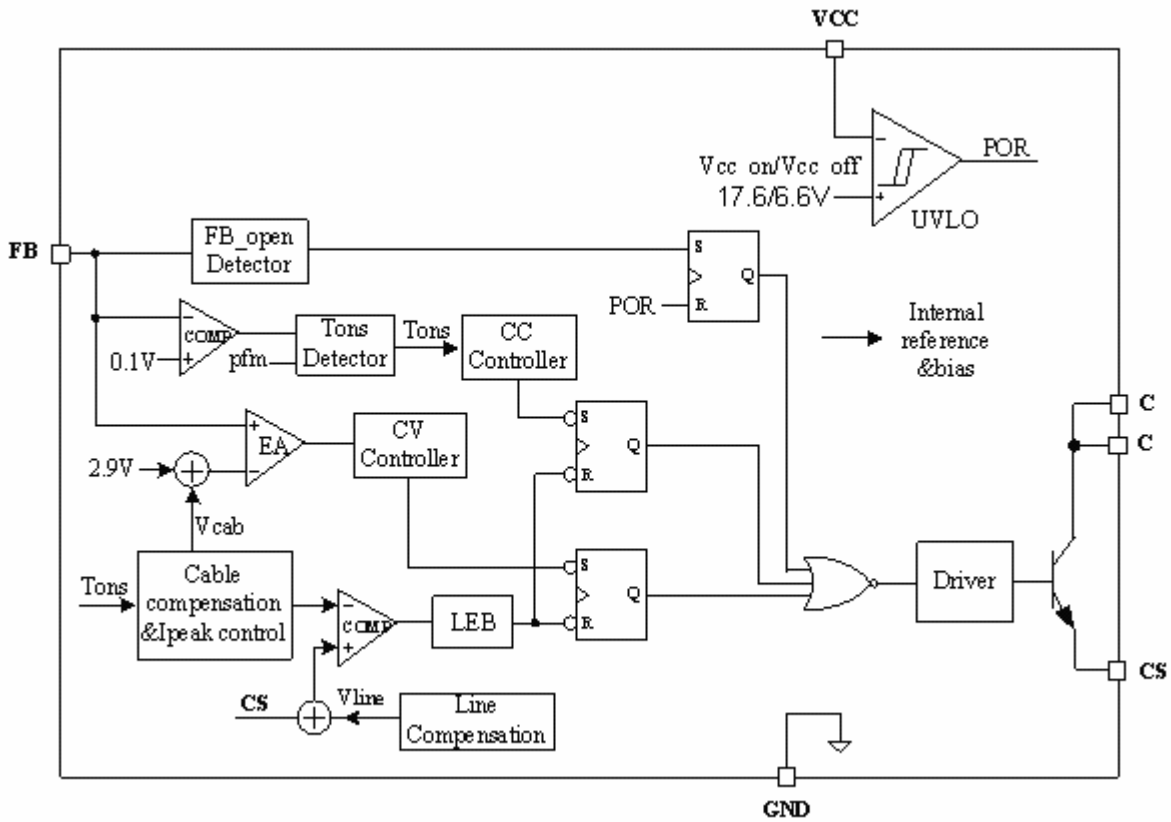 VCC
−
POR
Vcc on/Vcc off
17.6/6.6V
+
UVLO
FB
FB_open
Detector
S
Q
POR
R
Internal
reference
&bias
−
COMP
+
0.1V
pfm
Tons
Detector
Tons
CC
Controller
C
C
+
EA
−
CV
Controller
S
Q
R
2.9V
+
Vcab
Tons
Cable
compensation
&Ipeak control
−
COMP
+
LEB
S
Q
R
Driver
CS
CS
+
Vline
Line
Compensation
GND